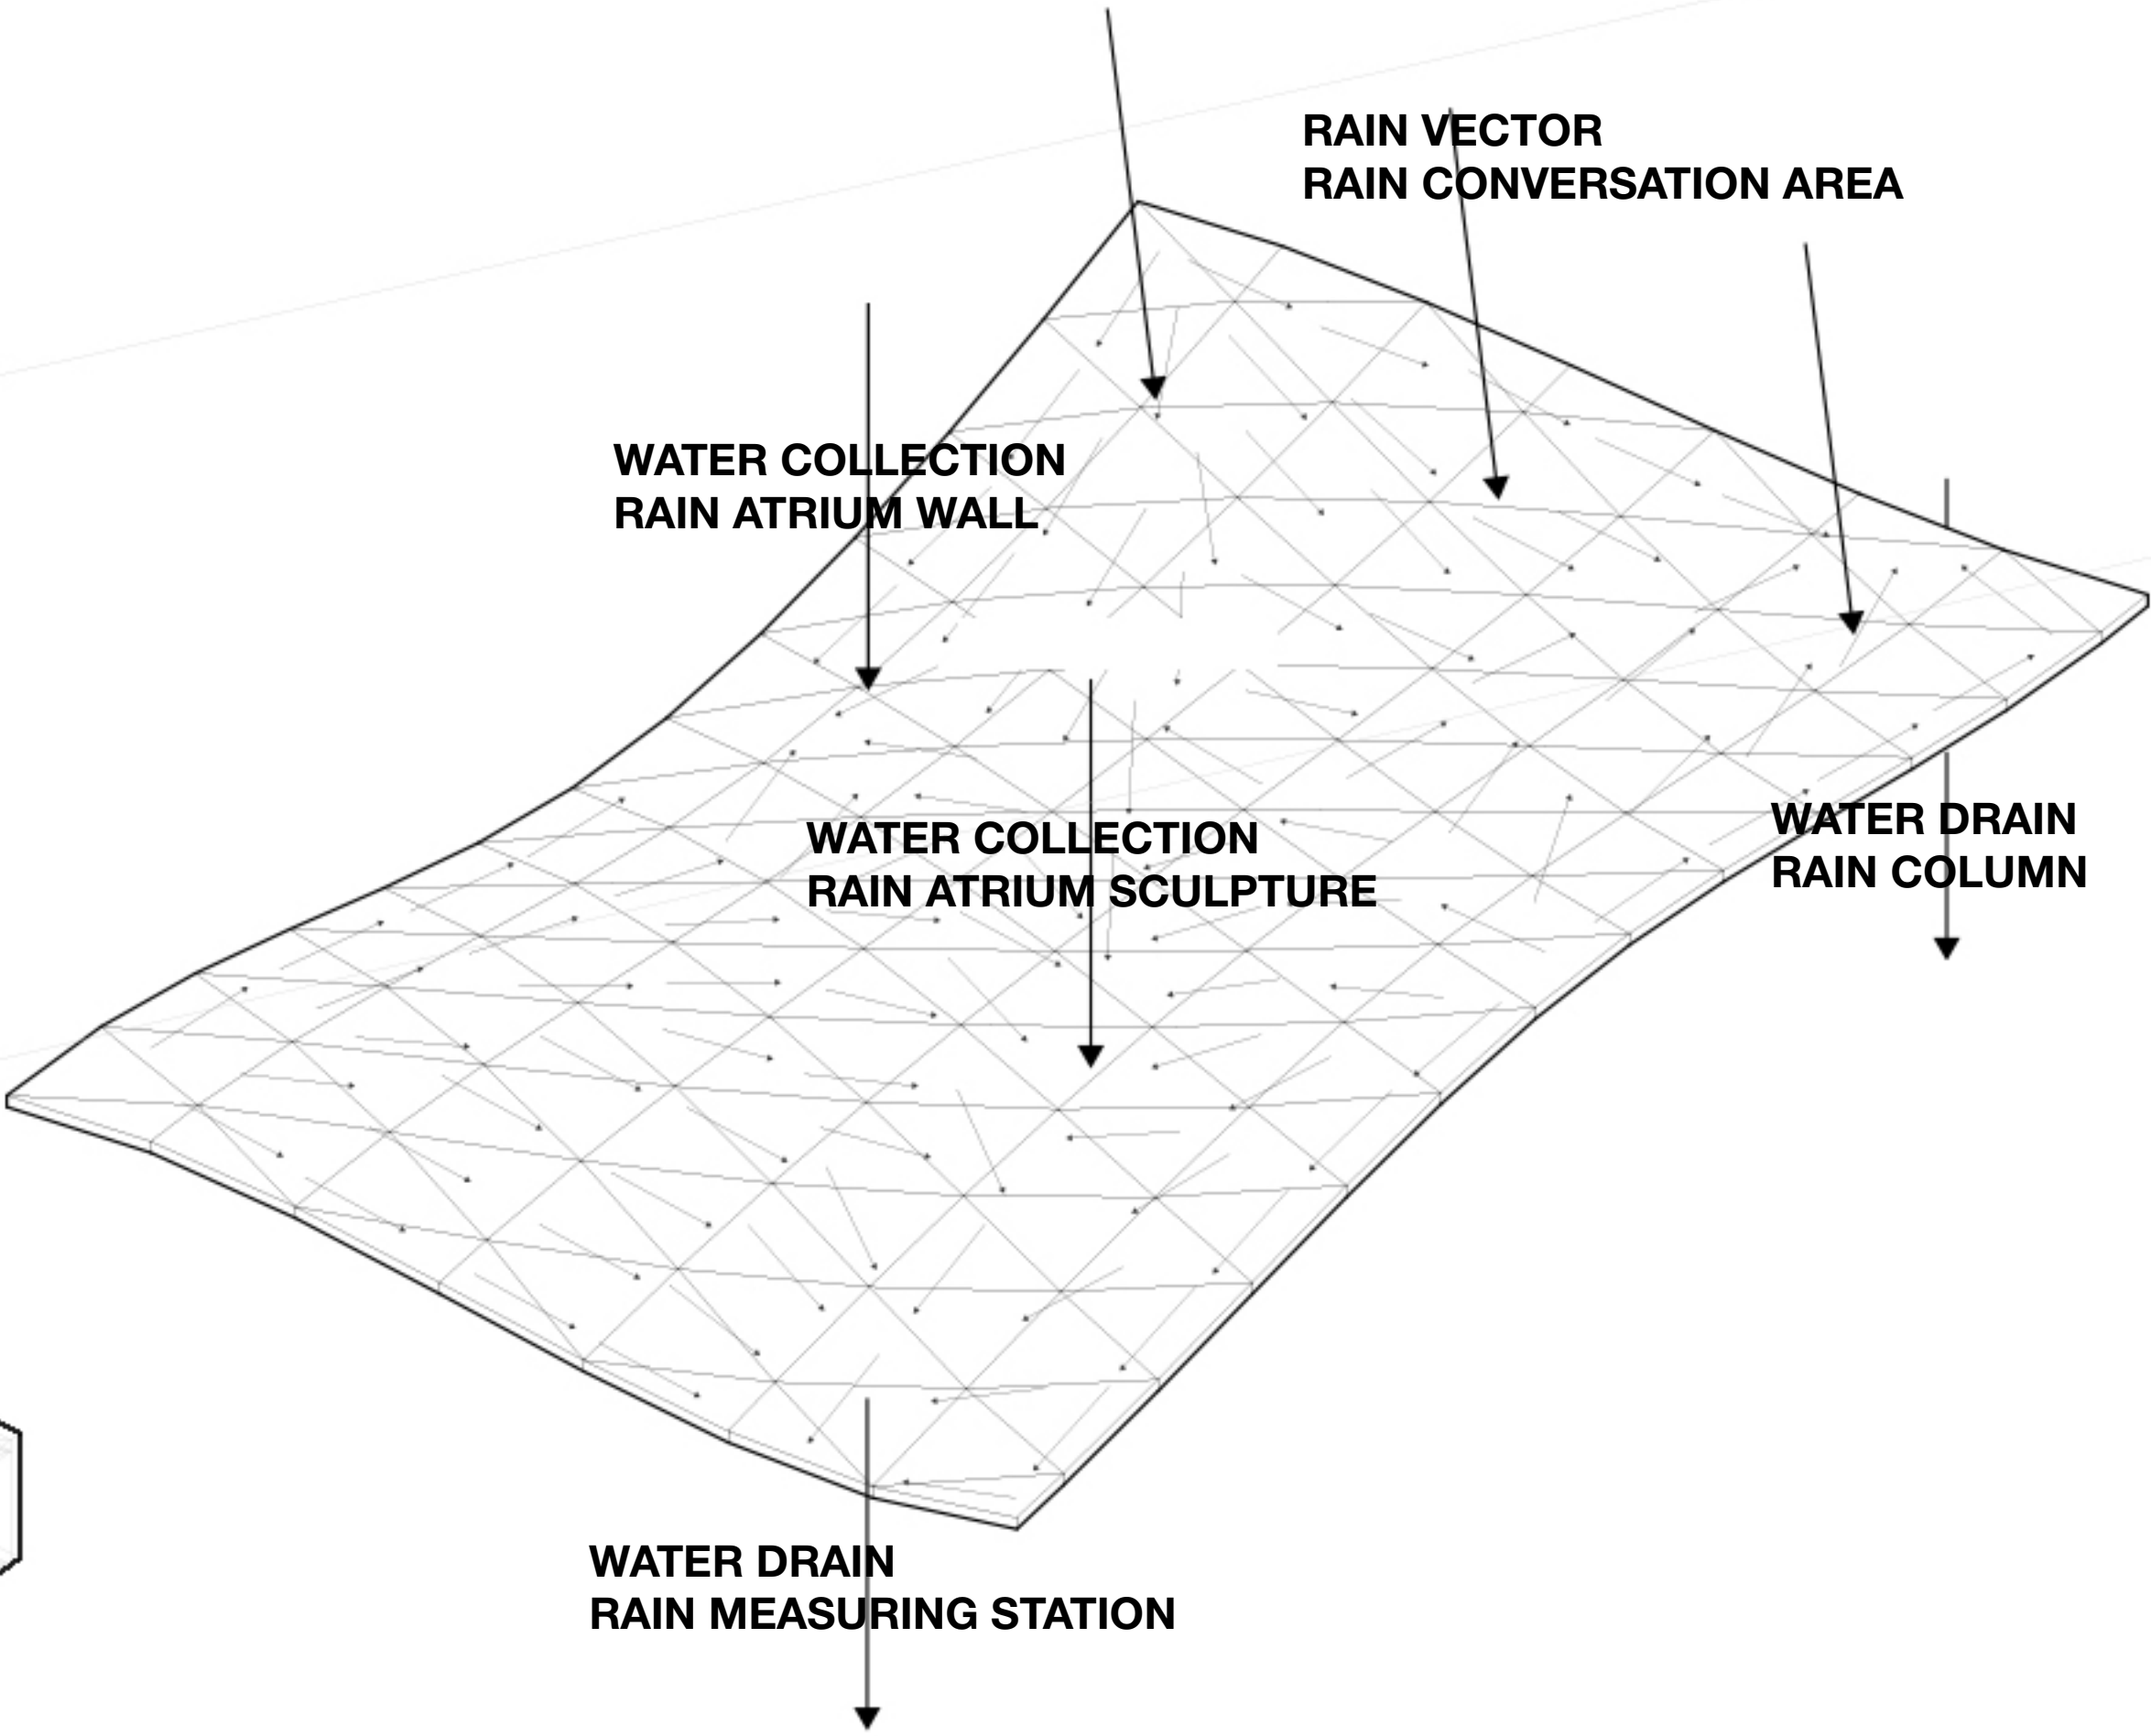 RAIN VECTOR
RAIN CONVERSATION AREA
WATER COLLECTION
RAIN ATRIUM WALL
WATER COLLECTION
RAIN ATRIUM SCULPTURE
WATER DRAIN
RAIN COLUMN
WATER DRAIN
RAIN MEASURING STATION